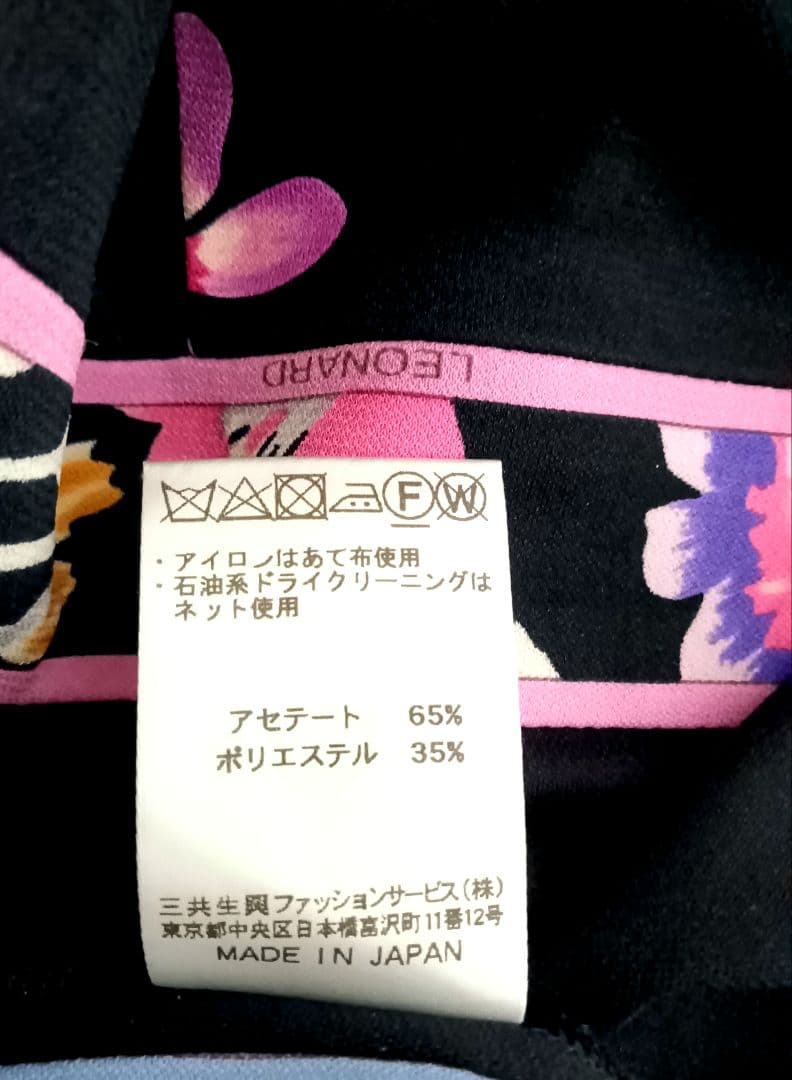 LEONARD
F W
・アイロンはあて布使用
・石油系ドライクリーニングは
ネット使用
アセテート 65%
ポリエステル 35%
三共生興ファッションサービス(株)
東京都中央区日本橋富沢町11番12号
MADE IN JAPAN